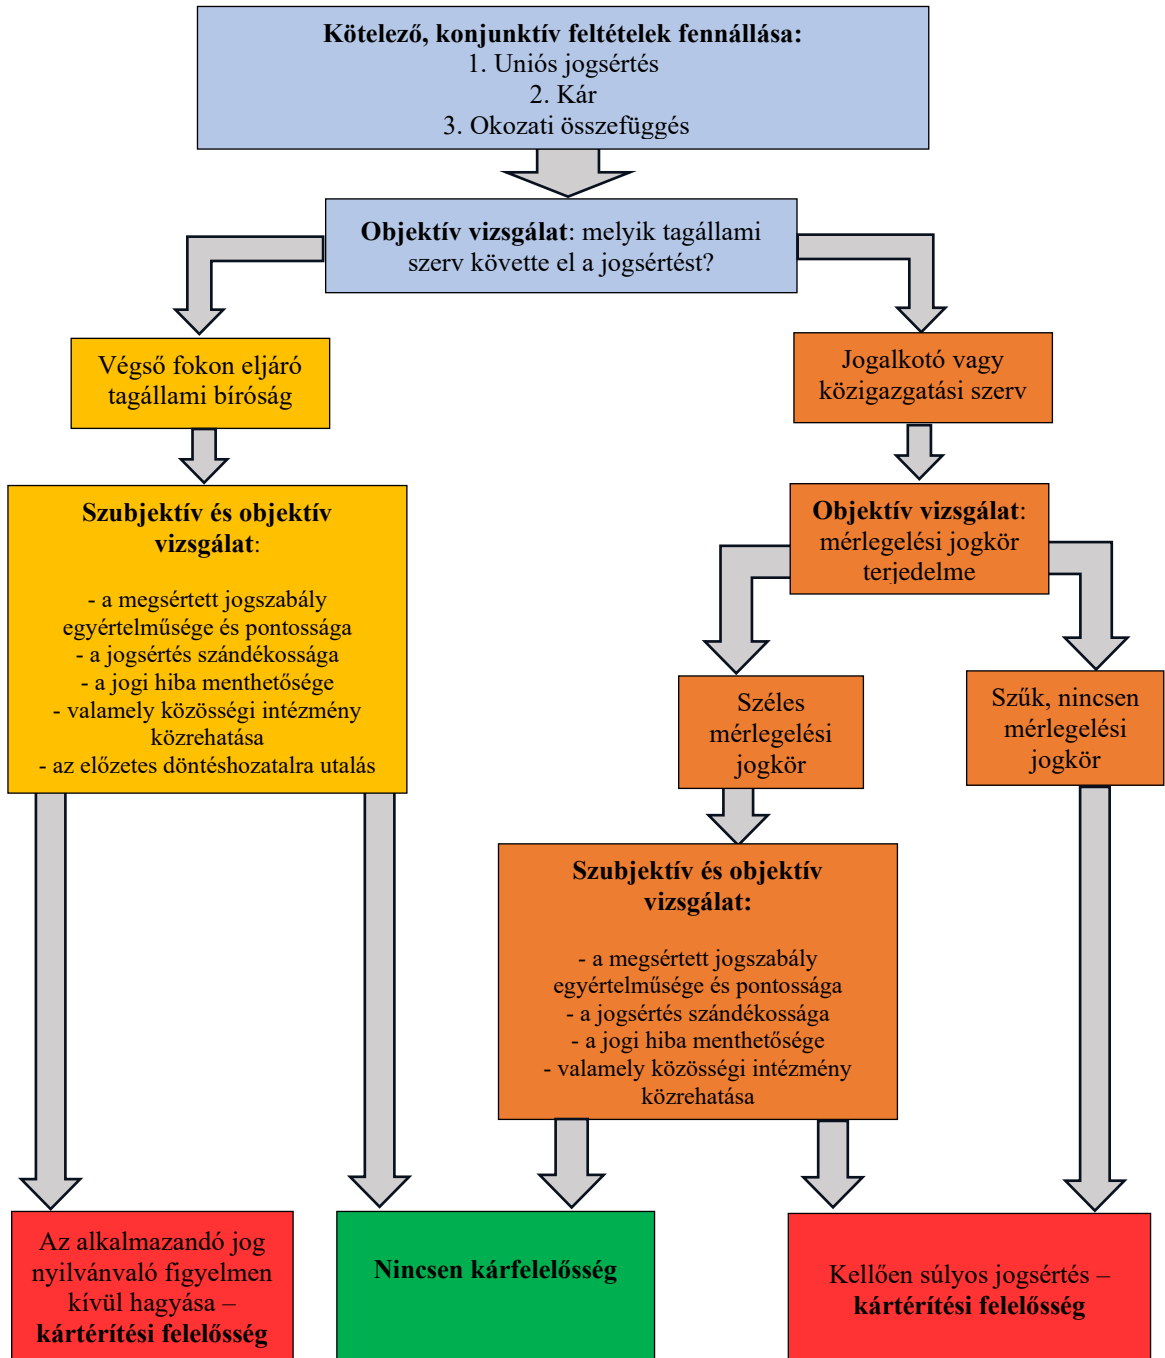 Kötelező, konjunktív feltételek fennállása:
1. Uniós jogsértés
2. Kár
3. Okozati összefüggés
Objektív vizsgálat: melyik tagállami
szerv követte el a jogsértést?
Végső fokon eljáró
tagállami bíróság
Jogalkotó vagy
közigazgatási szerv
Szubjektív és objektív
vizsgálat:
- a megsértett jogszabály
egyértelműsége és pontossága
- a jogsértés szándékossága
- a jogi hiba menthetősége
- valamely közösségi intézmény
közrehatása
- az előzetes döntéshozatalra utalás
Objektív vizsgálat:
mérlegelési jogkör
terjedelme
Széles
mérlegelési
jogkör
Szűk, nincsen
mérlegelési
jogkör
Szubjektív és objektív
vizsgálat:
- a megsértett jogszabály
egyértelműsége és pontossága
- a jogsértés szándékossága
- a jogi hiba menthetősége
- valamely közösségi intézmény
közrehatása
Az alkalmazandó jog
nyilvánvaló figyelmen
kívül hagyása –
kártérítési felelősség
Nincsen kárfelelősség
Kellően súlyos jogsértés –
kártérítési felelősség